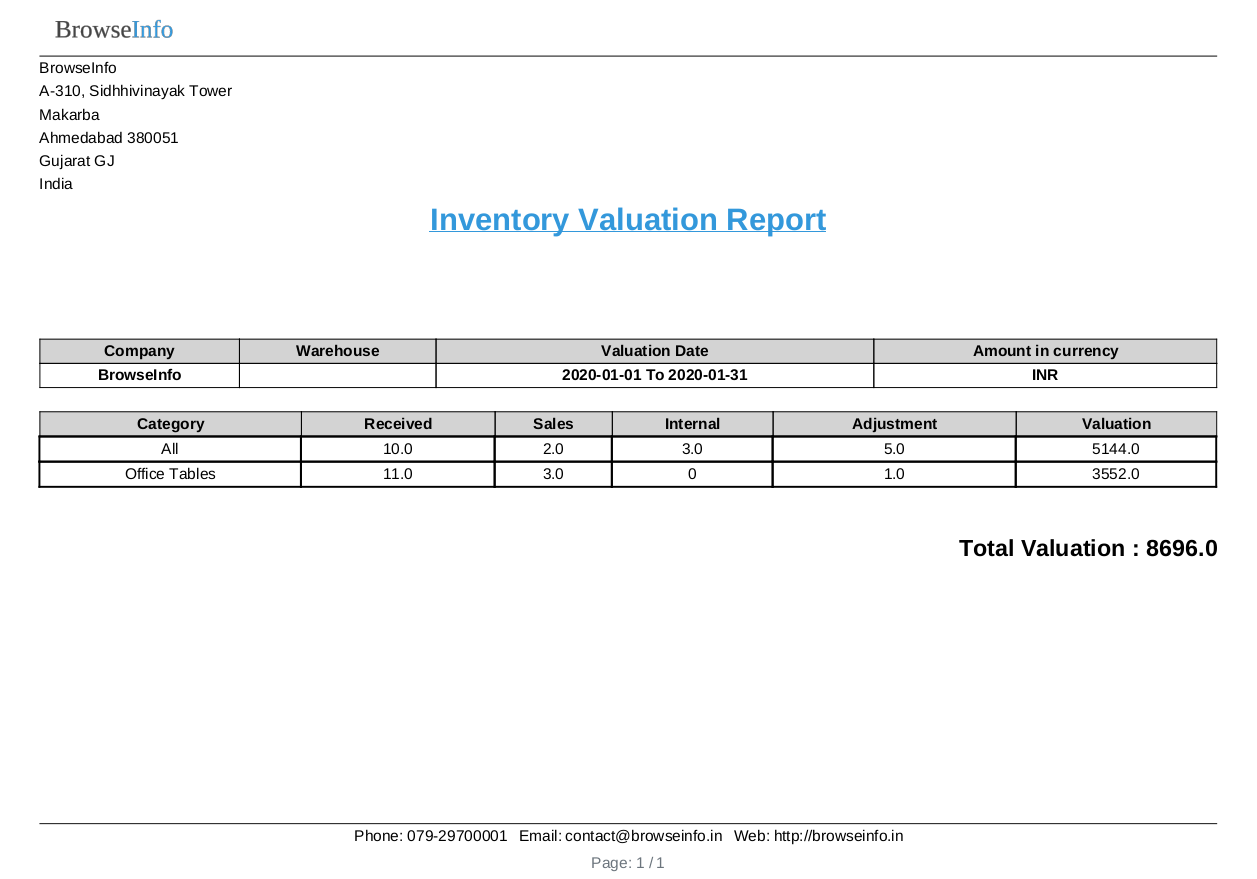 BrowseInfo
BrowseInfo
A-310, Sidhhivinayak Tower
Makarba
Ahmedabad 380051
Gujarat GJ
India
Inventory Valuation Report
Company Warehouse Valuation Date Amount in currency
BrowseInfo 2020-01-01 To 2020-01-31 INR
Category Received Sales Internal Adjustment Valuation
All 10.0 2.0 3.0 5.0 5144.0
Office Tables 11.0 3.0 0 1.0 3552.0
Total Valuation : 8696.0
Phone: 079-29700001 Email: contact@browseinfo.in Web: http://browseinfo.in
Page: 1 / 1